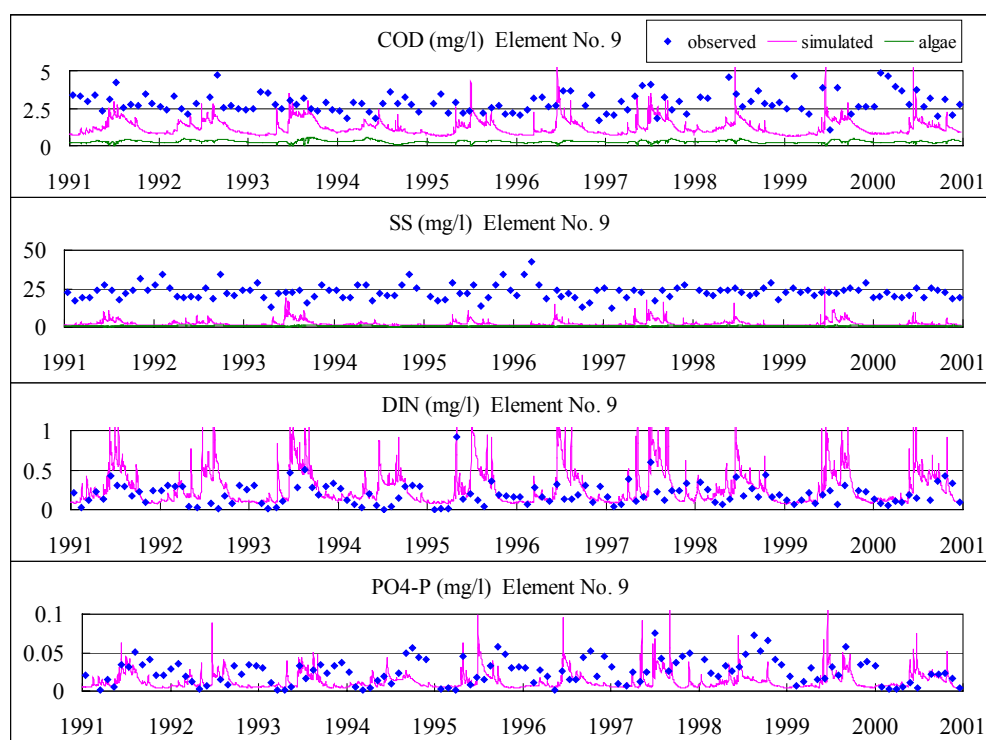 COD (mg/l) Element No. 9
observed simulated algae
5
2.5
0
1991 1992 1993 1994 1995 1996 1997 1998 1999 2000 2001
SS (mg/l) Element No. 9
50
25
0
1991 1992 1993 1994 1995 1996 1997 1998 1999 2000 2001
DIN (mg/l) Element No. 9
1
0.5
0
1991 1992 1993 1994 1995 1996 1997 1998 1999 2000 2001
PO4-P (mg/l) Element No. 9
0.1
0.05
0
1991 1992 1993 1994 1995 1996 1997 1998 1999 2000 2001